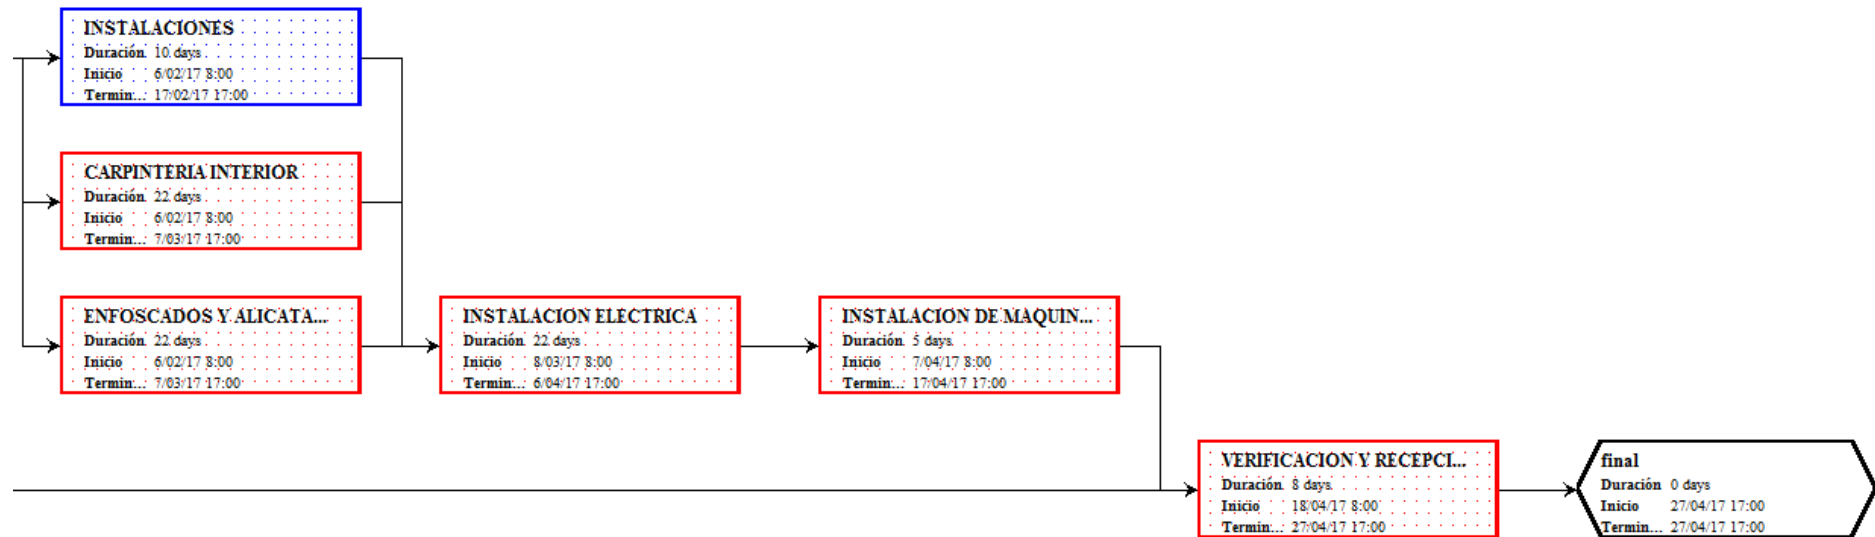 INSTALACIONES
Duración 10 days
Inicio 6/02/17 8:00
Termin... 17/02/17 17:00
CARPINTERIA INTERIOR
Duración 22 days
Inicio 6/02/17 8:00
Termin... 7/03/17 17:00
ENFOSCADOS Y ALICATA...
Duración 22 days
Inicio 6/02/17 8:00
Termin... 7/03/17 17:00
INSTALACION ELECTRICA
Duración 22 days
Inicio 8/03/17 8:00
Termin... 6/04/17 17:00
INSTALACION DE MAQUIN...
Duración 5 days
Inicio 7/04/17 8:00
Termin... 17/04/17 17:00
VERIFICACION Y RECEPCI...
Duración 8 days
Inicio 18/04/17 8:00
Termin... 27/04/17 17:00
final
Duración 0 days
Inicio 27/04/17 17:00
Termin... 27/04/17 17:00